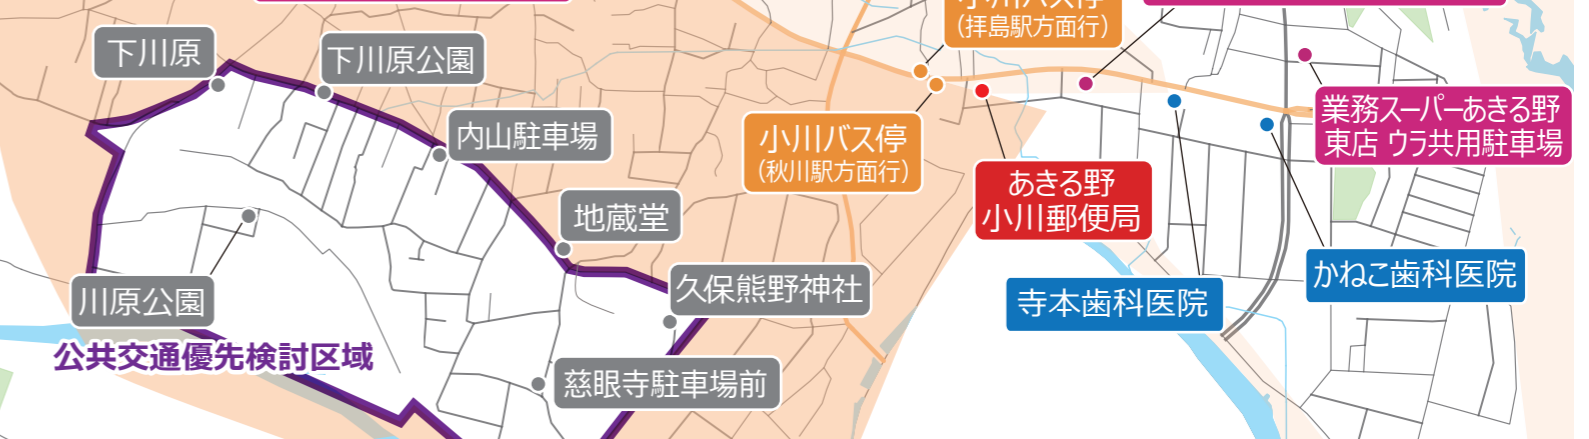 小川バス停
(拝島駅方面行)
下川原
下川原公園
業務スーパーあきる野
東店 ウラ共用駐車場
内山駐車場
小川バス停
(秋川駅方面行)
あきる野
小川郵便局
地蔵堂
かねこ歯科医院
久保熊野神社
寺本歯科医院
川原公園
公共交通優先検討区域
慈眼寺駐車場前